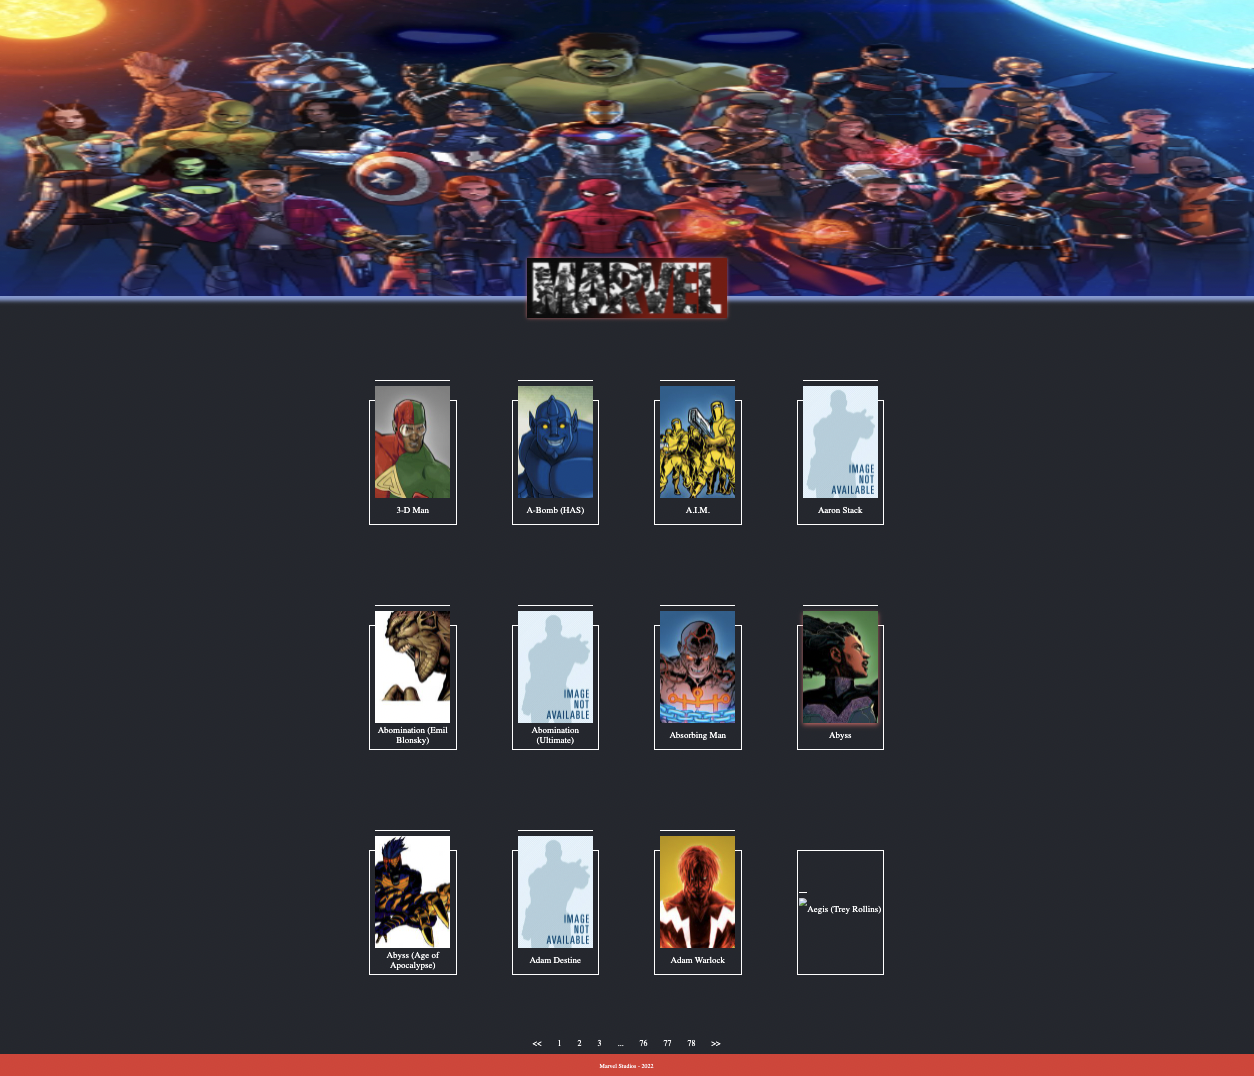 MARVEL
3-D Man
A-Bomb (HAS)
A.I.M.
IMAGE
NOT
AVAILABLE
Aaron Stack
Abomination (Emil
Blonsky)
IMAGE
NOT
AVAILABLE
Abomination
(Ultimate)
Absorbing Man
Abyss
Abyss (Age of
Apocalypse)
IMAGE
NOT
AVAILABLE
Adam Destine
Adam Warlock
Aegis (Trey Rollins)
<< 1 2 3 ... 76 77 78 >>
Marvel Studios - 2022